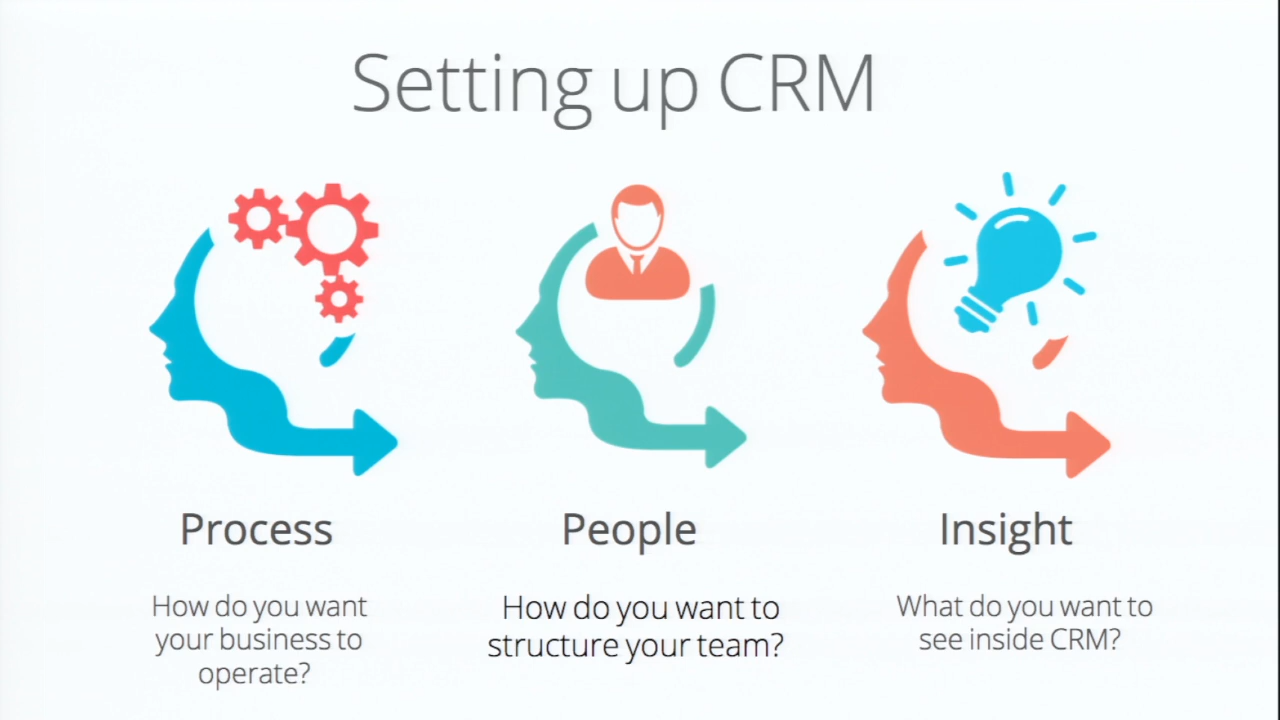 Setting up CRM
Process
People
Insight
How do you want
your business to
operate?
How do you want to
structure your team?
What do you want to
see inside CRM?